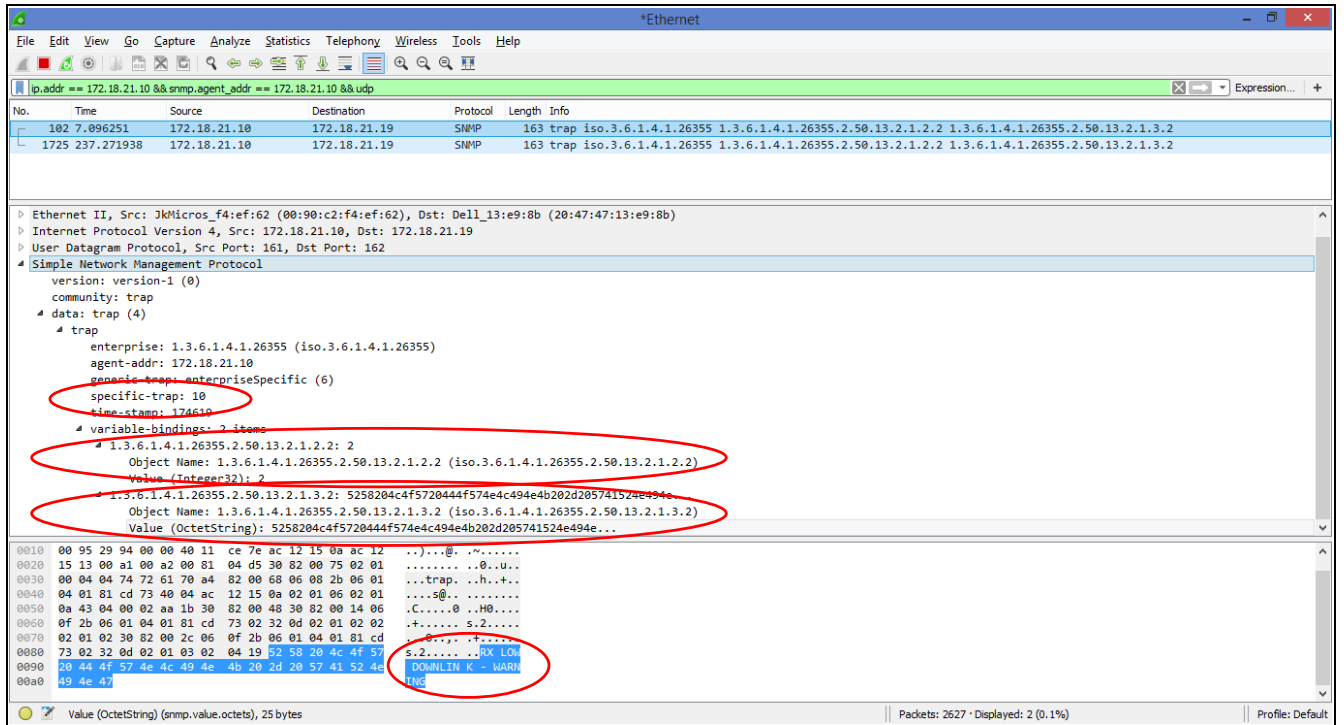 *Ethernet
File Edit View Go Capture Analyze Statistics Telephony Wireless Tools Help
ip.addr == 172.18.21.10 && snmp.agent_addr == 172.18.21.10 && udp Expression... +
No. Time Source Destination Protocol Length Info
102 7.096251 172.18.21.10 172.18.21.19 SNMP 163 trap iso.3.6.1.4.1.26355 1.3.6.1.4.1.26355.2.50.13.2.1.2.2 1.3.6.1.4.1.26355.2.50.13.2.1.3.2
1725 237.271938 172.18.21.10 172.18.21.19 SNMP 163 trap iso.3.6.1.4.1.26355 1.3.6.1.4.1.26355.2.50.13.2.1.2.2 1.3.6.1.4.1.26355.2.50.13.2.1.3.2
Ethernet II, Src: JkMicros_f4:ef:62 (00:90:c2:f4:ef:62), Dst: Dell_13:e9:8b (20:47:47:13:e9:8b)
Internet Protocol Version 4, Src: 172.18.21.10, Dst: 172.18.21.19
User Datagram Protocol, Src Port: 161, Dst Port: 162
Simple Network Management Protocol
version: version-1 (0)
community: trap
data: trap (4)
trap
enterprise: 1.3.6.1.4.1.26355 (iso.3.6.1.4.1.26355)
agent-addr: 172.18.21.10
generic-trap: enterpriseSpecific (6)
specific-trap: 10
time-stamp: 174619
variable-bindings: 2 items
1.3.6.1.4.1.26355.2.50.13.2.1.2.2: 2
Object Name: 1.3.6.1.4.1.26355.2.50.13.2.1.2.2 (iso.3.6.1.4.1.26355.2.50.13.2.1.2.2)
Value (Integer32): 2
1.3.6.1.4.1.26355.2.50.13.2.1.3.2: 5258204c4f5720444f574e4c494e4b202d205741524e494e...
Object Name: 1.3.6.1.4.1.26355.2.50.13.2.1.3.2 (iso.3.6.1.4.1.26355.2.50.13.2.1.3.2)
Value (OctetString): 5258204c4f5720444f574e4c494e4b202d205741524e494e...
0010 00 95 29 94 00 00 40 11 ce 7e ac 12 15 0a ac 12 ..)...@. .~......
0020 15 13 00 a1 00 a2 00 81 04 d5 30 82 00 75 02 01 ........ ..0..u..
0030 00 04 04 74 72 61 70 a4 82 00 68 06 08 2b 06 01 ...trap. ..h..+..
0040 04 01 81 cd 73 40 04 ac 12 15 0a 02 01 06 02 01 ....s@.. ........
0050 0a 43 04 00 02 aa 1b 30 82 00 48 30 82 00 14 06 .C.....0 ..H0....
0060 0f 2b 06 01 04 01 81 cd 73 02 32 0d 02 01 02 02 .+...... s.2.....
0070 02 01 02 30 82 00 2c 06 0f 2b 06 01 04 01 81 cd ...0..,. .+......
0080 73 02 32 0d 02 01 03 02 04 19 52 58 20 4c 4f 57 s.2..... ..RX LOW
0090 20 44 4f 57 4e 4c 49 4e 4b 20 2d 20 57 41 52 4e DOWNLIN K - WARN
00a0 49 4e 47 ING
Value (OctetString) (snmp.value.octets), 25 bytes Packets: 2627 · Displayed: 2 (0.1%) Profile: Default